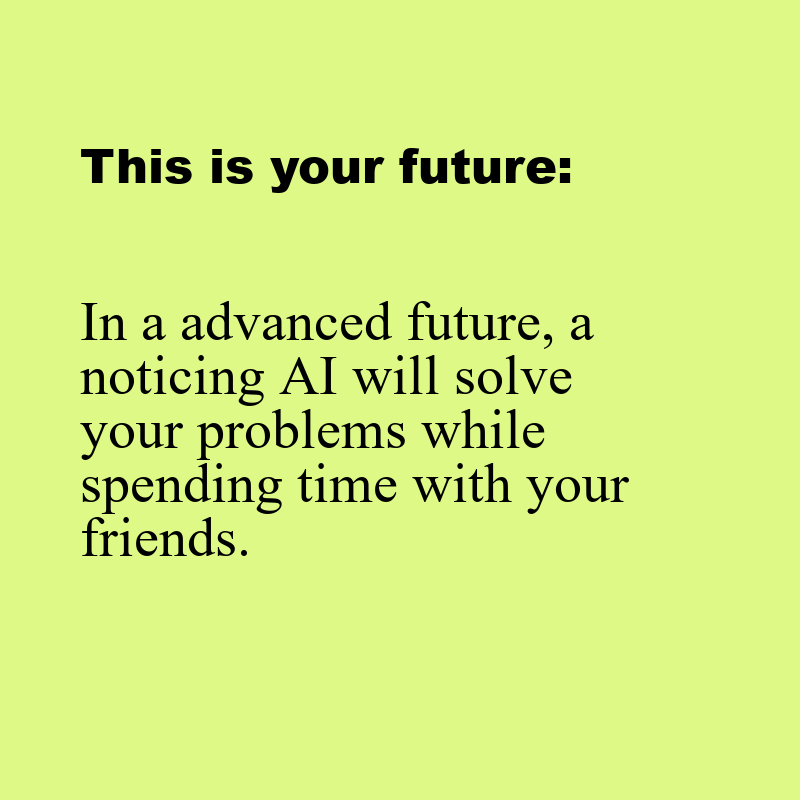 This is your future:
In a advanced future, a
noticing AI will solve
your problems while
spending time with your
friends.